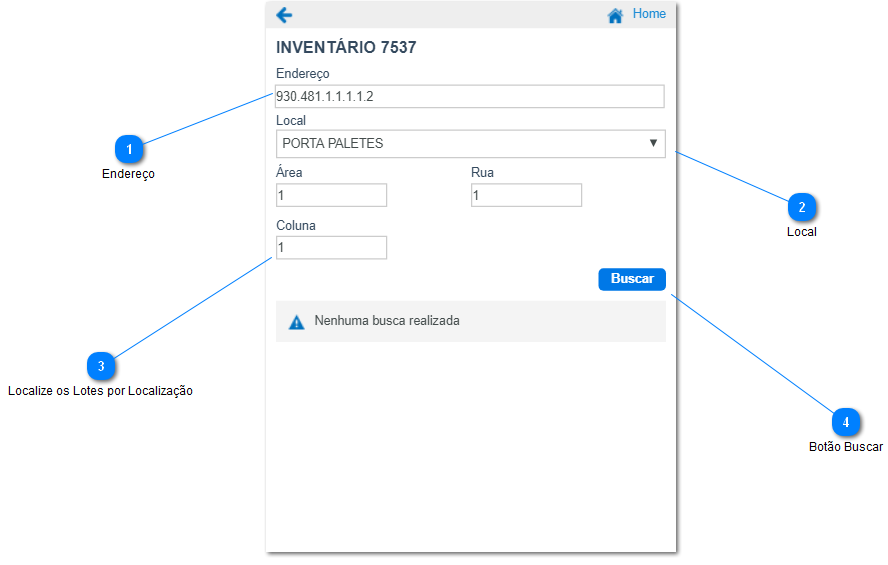 Home
INVENTÁRIO 7537
Endereço
930.481.1.1.1.1.2
Local
PORTA PALETES
Área
Rua
1
1
Coluna
1
Buscar
Nenhuma busca realizada
1
Endereço
2
Local
3
Localize os Lotes por Localização
4
Botão Buscar